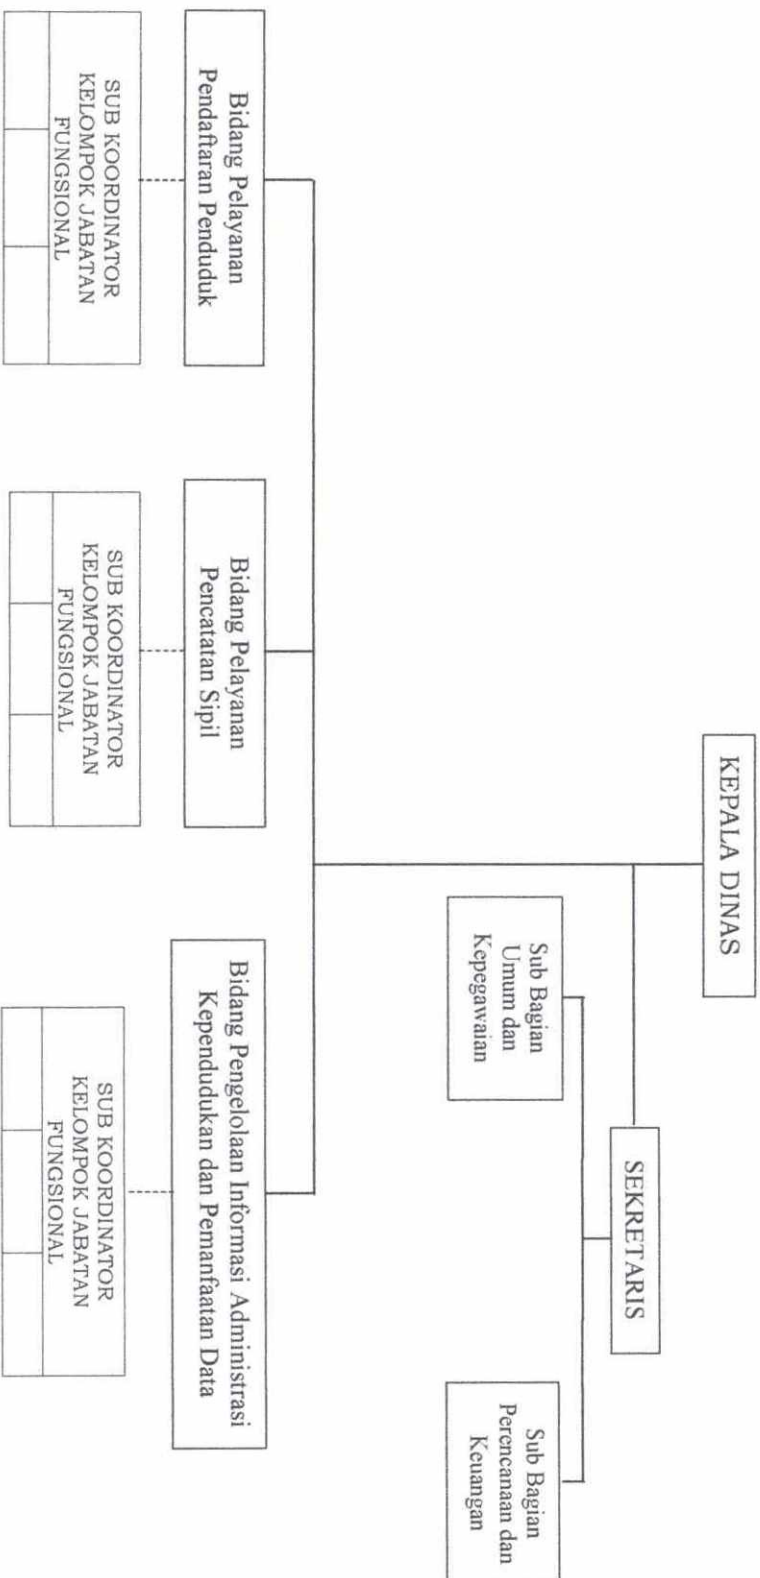 KEPALA DINAS
SEKRETARIS
Sub Bagian
Umum dan
Kepegawaian
Sub Bagian
Perencanaan dan
Keuangan
Bidang Pelayanan
Pendaftaran Penduduk
Bidang Pelayanan
Pencatatan Sipil
Bidang Pengelolaan Informasi Administrasi
Kependudukan dan Pemanfaatan Data
SUB KOORDINATOR
KELOMPOK JABATAN
FUNGSIONAL
SUB KOORDINATOR
KELOMPOK JABATAN
FUNGSIONAL
SUB KOORDINATOR
KELOMPOK JABATAN
FUNGSIONAL